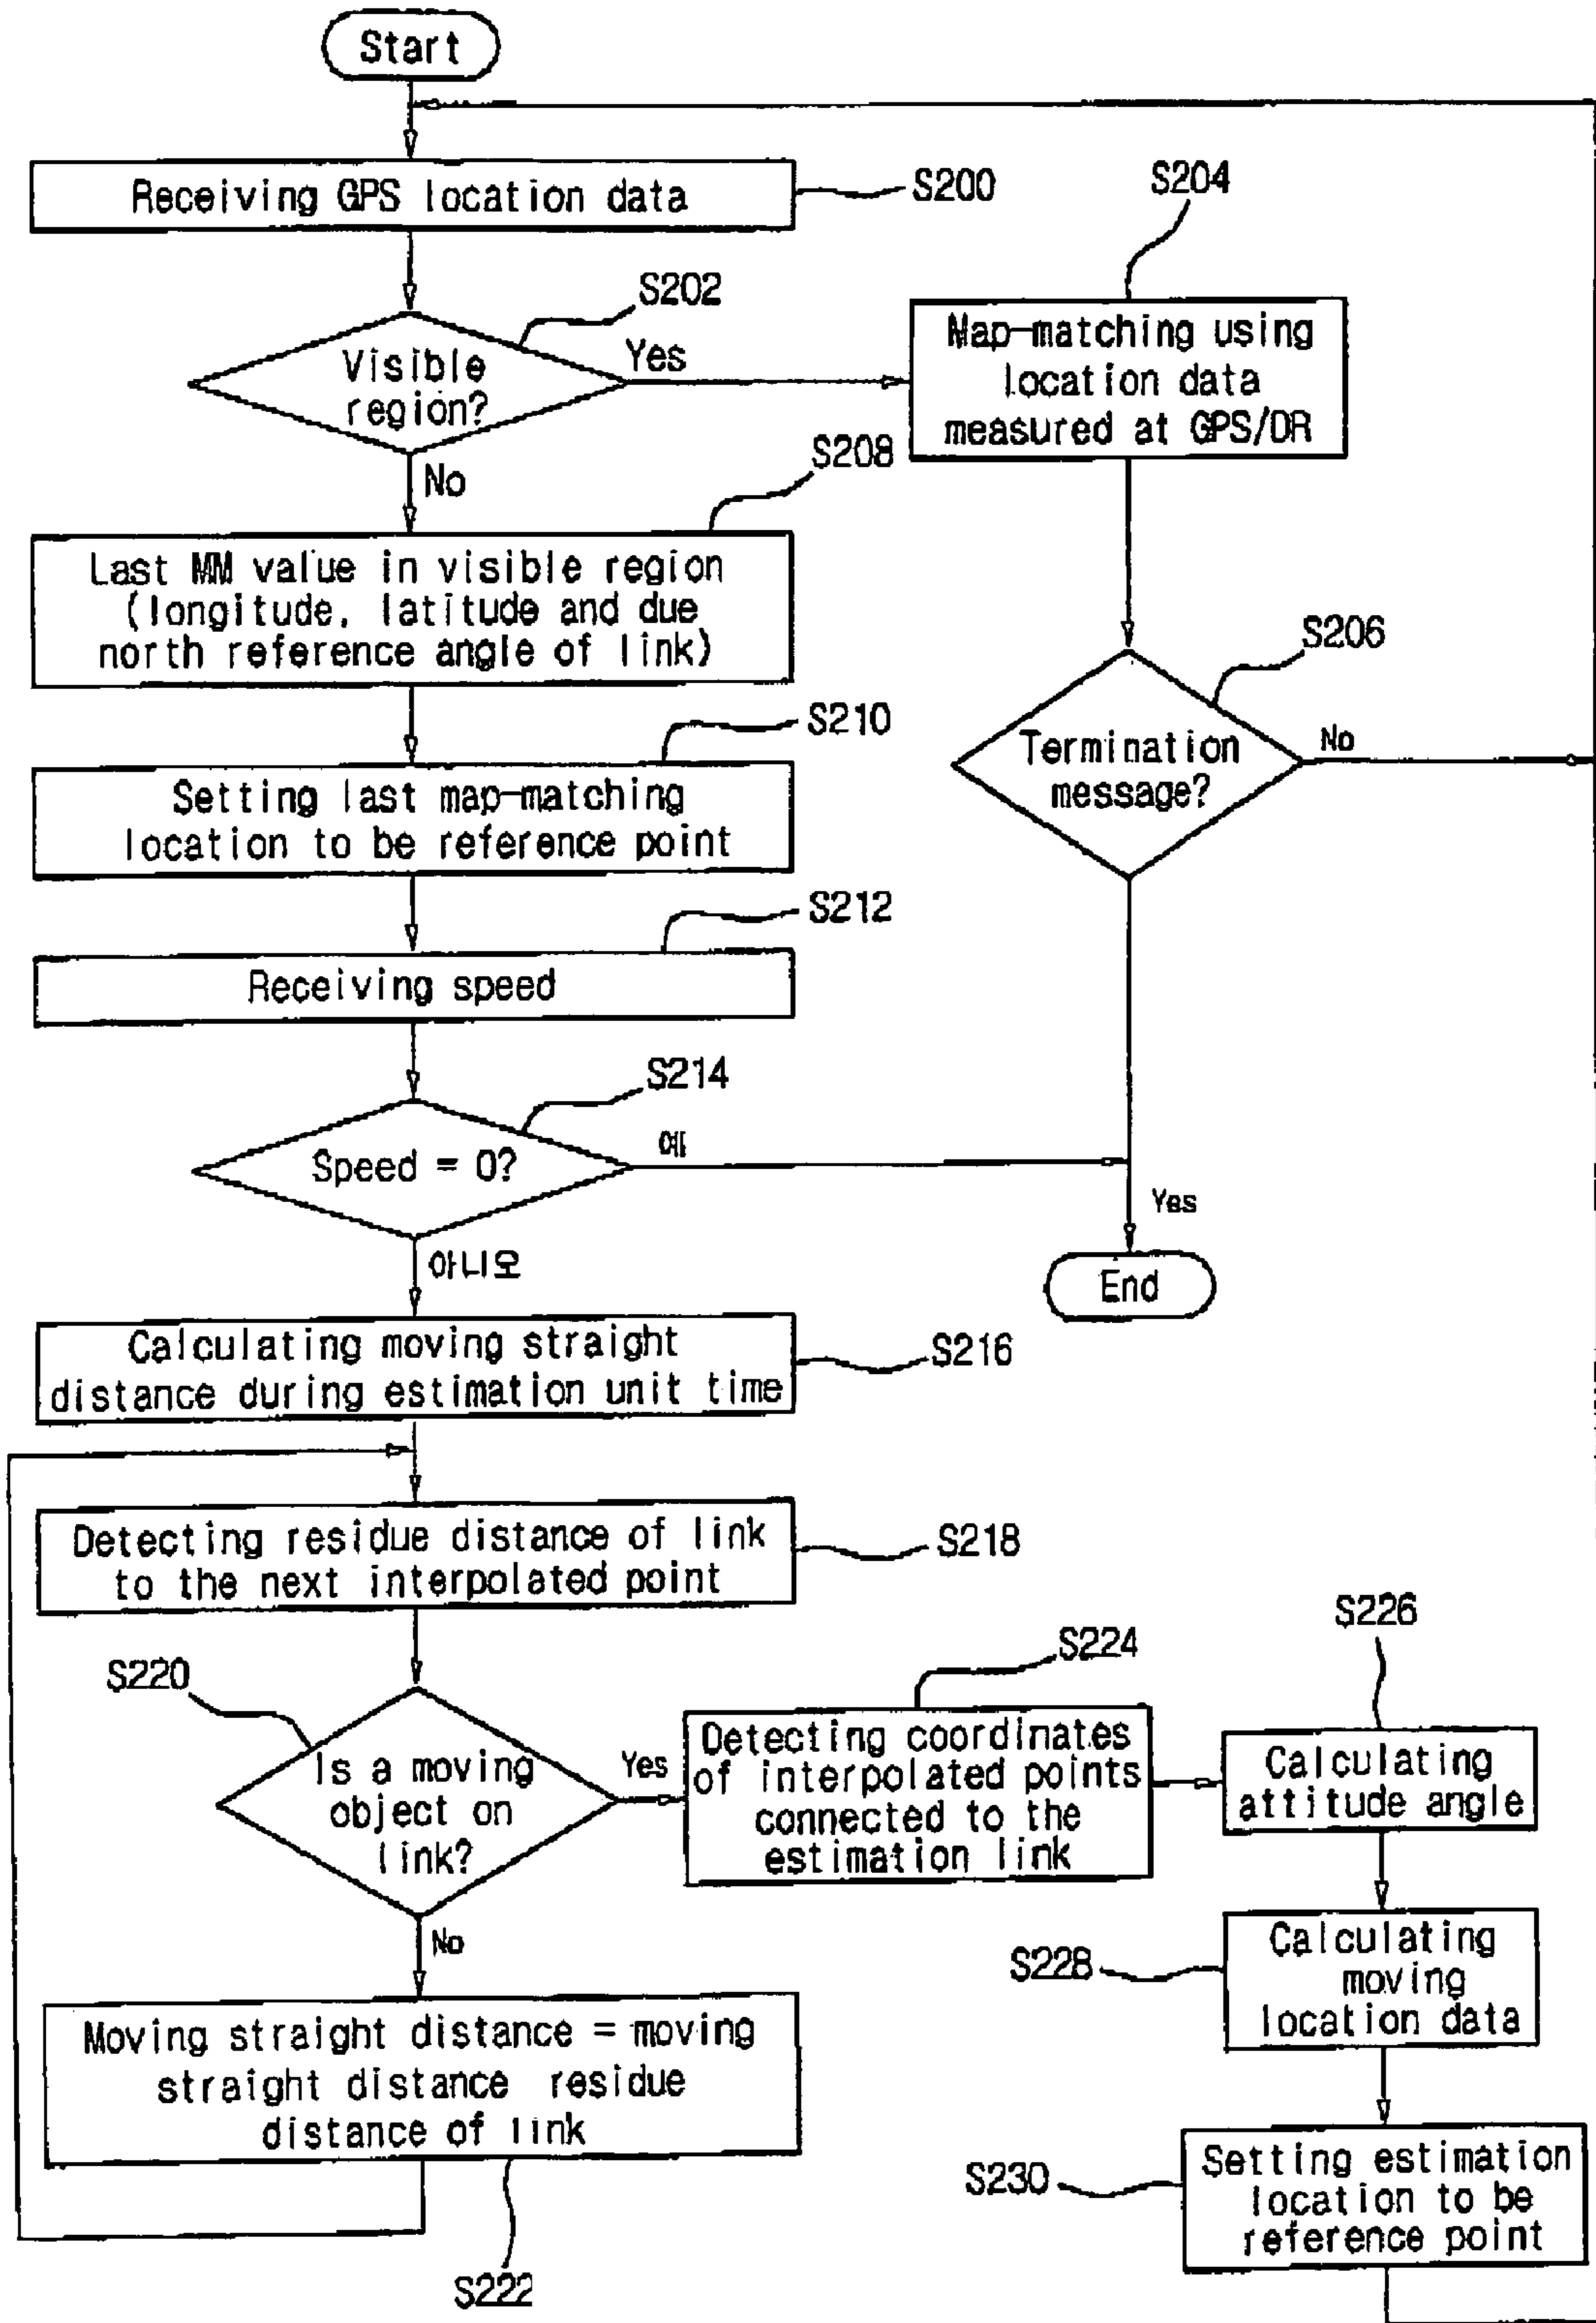 Start
Receiving GPS location data
S200
S204
S202
Visible
region?
Yes
Map-matching using
location data
measured at GPS/DR
No
S208
Last MM value in visible region
(longitude, latitude and due
north reference angle of link)
S206
Termination
message?
No
S210
Setting last map-matching
location to be reference point
S212
Receiving speed
S214
Speed = 0?
예
Yes
End
아니오
Calculating moving straight
distance during estimation unit time
S216
Detecting residue distance of link
to the next interpolated point
S218
S220
Is a moving
object on
link?
Yes
S224
Detecting coordinates
of interpolated points
connected to the
estimation link
S226
Calculating
attitude angle
No
S228
Calculating
moving
location data
Moving straight distance = moving
straight distance residue
distance of link
S222
S230
Setting estimation
location to be
reference point